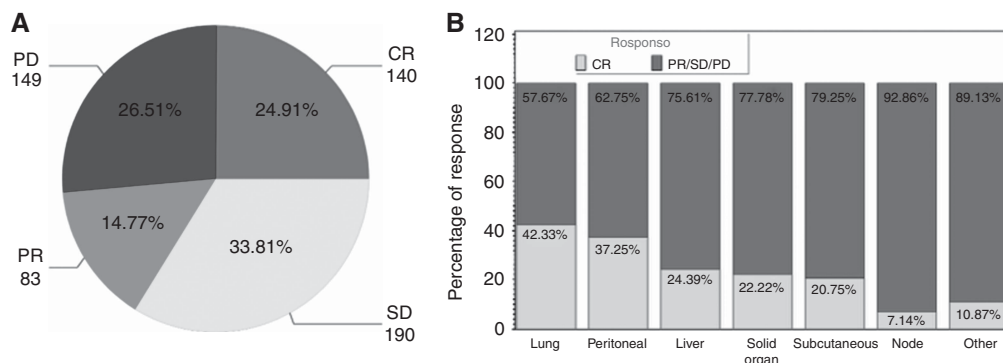 A
PD
149
26.51%
CR
140
24.91%
14.77%
PR
83
33.81%
SD
190
B
Percentage of response
120
100
80
60
40
20
0
Rosponso
CR
PR/SD/PD
57.67%
62.75%
75.61%
77.78%
79.25%
92.86%
89.13%
42.33%
37.25%
24.39%
22.22%
20.75%
7.14%
10.87%
Lung
Peritoneal
Liver
Solid
organ
Subcutaneous
Node
Other